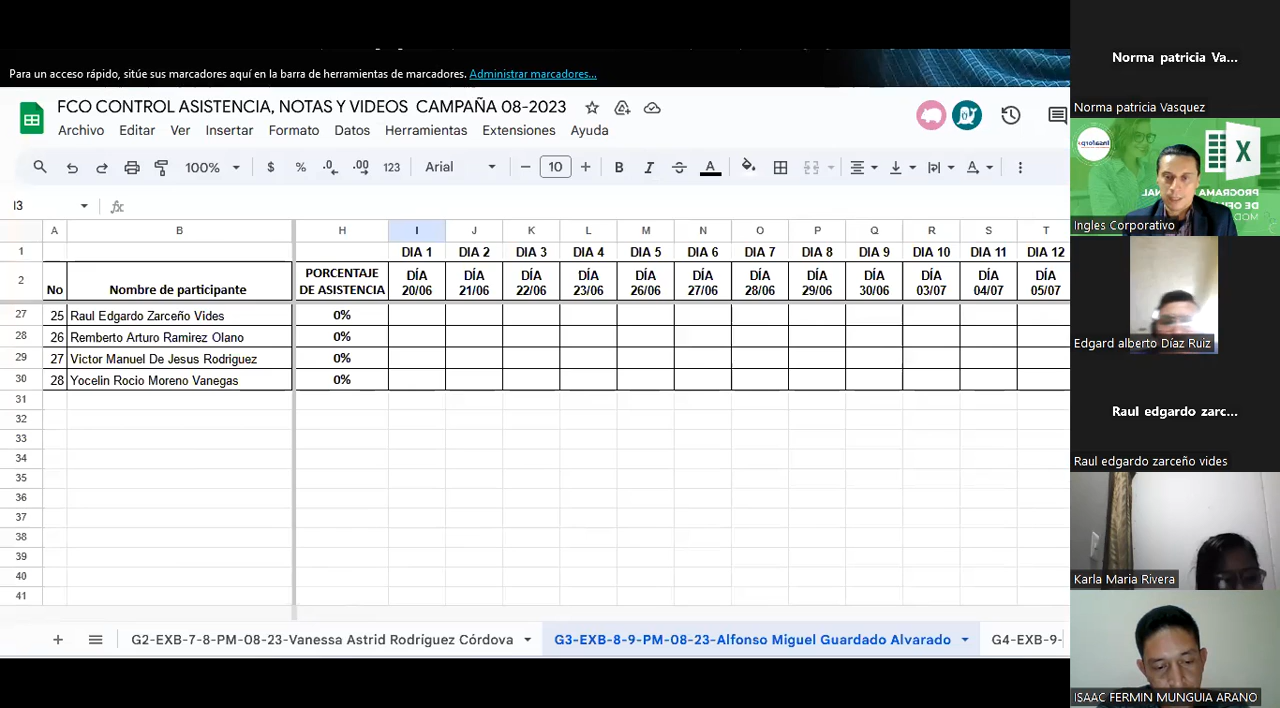 Para un acceso rápido, sitúe sus marcadores aquí en la barra de herramientas de marcadores. Administrar marcadores...
FCO CONTROL ASISTENCIA, NOTAS Y VIDEOS CAMPAÑA 08-2023
Archivo Editar Ver Insertar Formato Datos Herramientas Extensiones Ayuda
100% $ % .0 .00 123 Arial 10 B I A
I3 fx
A B H I J K L M N O P Q R S T
1 DIA 1 DIA 2 DIA 3 DIA 4 DIA 5 DIA 6 DIA 7 DIA 8 DIA 9 DIA 10 DIA 11 DIA 12
PORCENTAJE DÍA DÍA DÍA DÍA DÍA DÍA DÍA DÍA DÍA DÍA DÍA DÍA
2 No Nombre de participante DE ASISTENCIA 20/06 21/06 22/06 23/06 26/06 27/06 28/06 29/06 30/06 03/07 04/07 05/07
27 25 Raul Edgardo Zarceño Vides 0%
28 26 Remberto Arturo Ramirez Olano 0%
29 27 Victor Manuel De Jesus Rodriguez 0%
30 28 Yocelin Rocio Moreno Vanegas 0%
31
32
33
34
35
36
37
38
39
40
41
+ G2-EXB-7-8-PM-08-23-Vanessa Astrid Rodríguez Córdova G3-EXB-8-9-PM-08-23-Alfonso Miguel Guardado Alvarado G4-EXB-9-
Norma patricia Va...
Norma patricia Vasquez
Insaforp
X
Ingles Corporativo
Edgard alberto Díaz Ruiz
Raul edgardo zarc...
Raul edgardo zarceño vides
Karla Maria Rivera
ISAAC FERMIN MUNGUIA ARANO